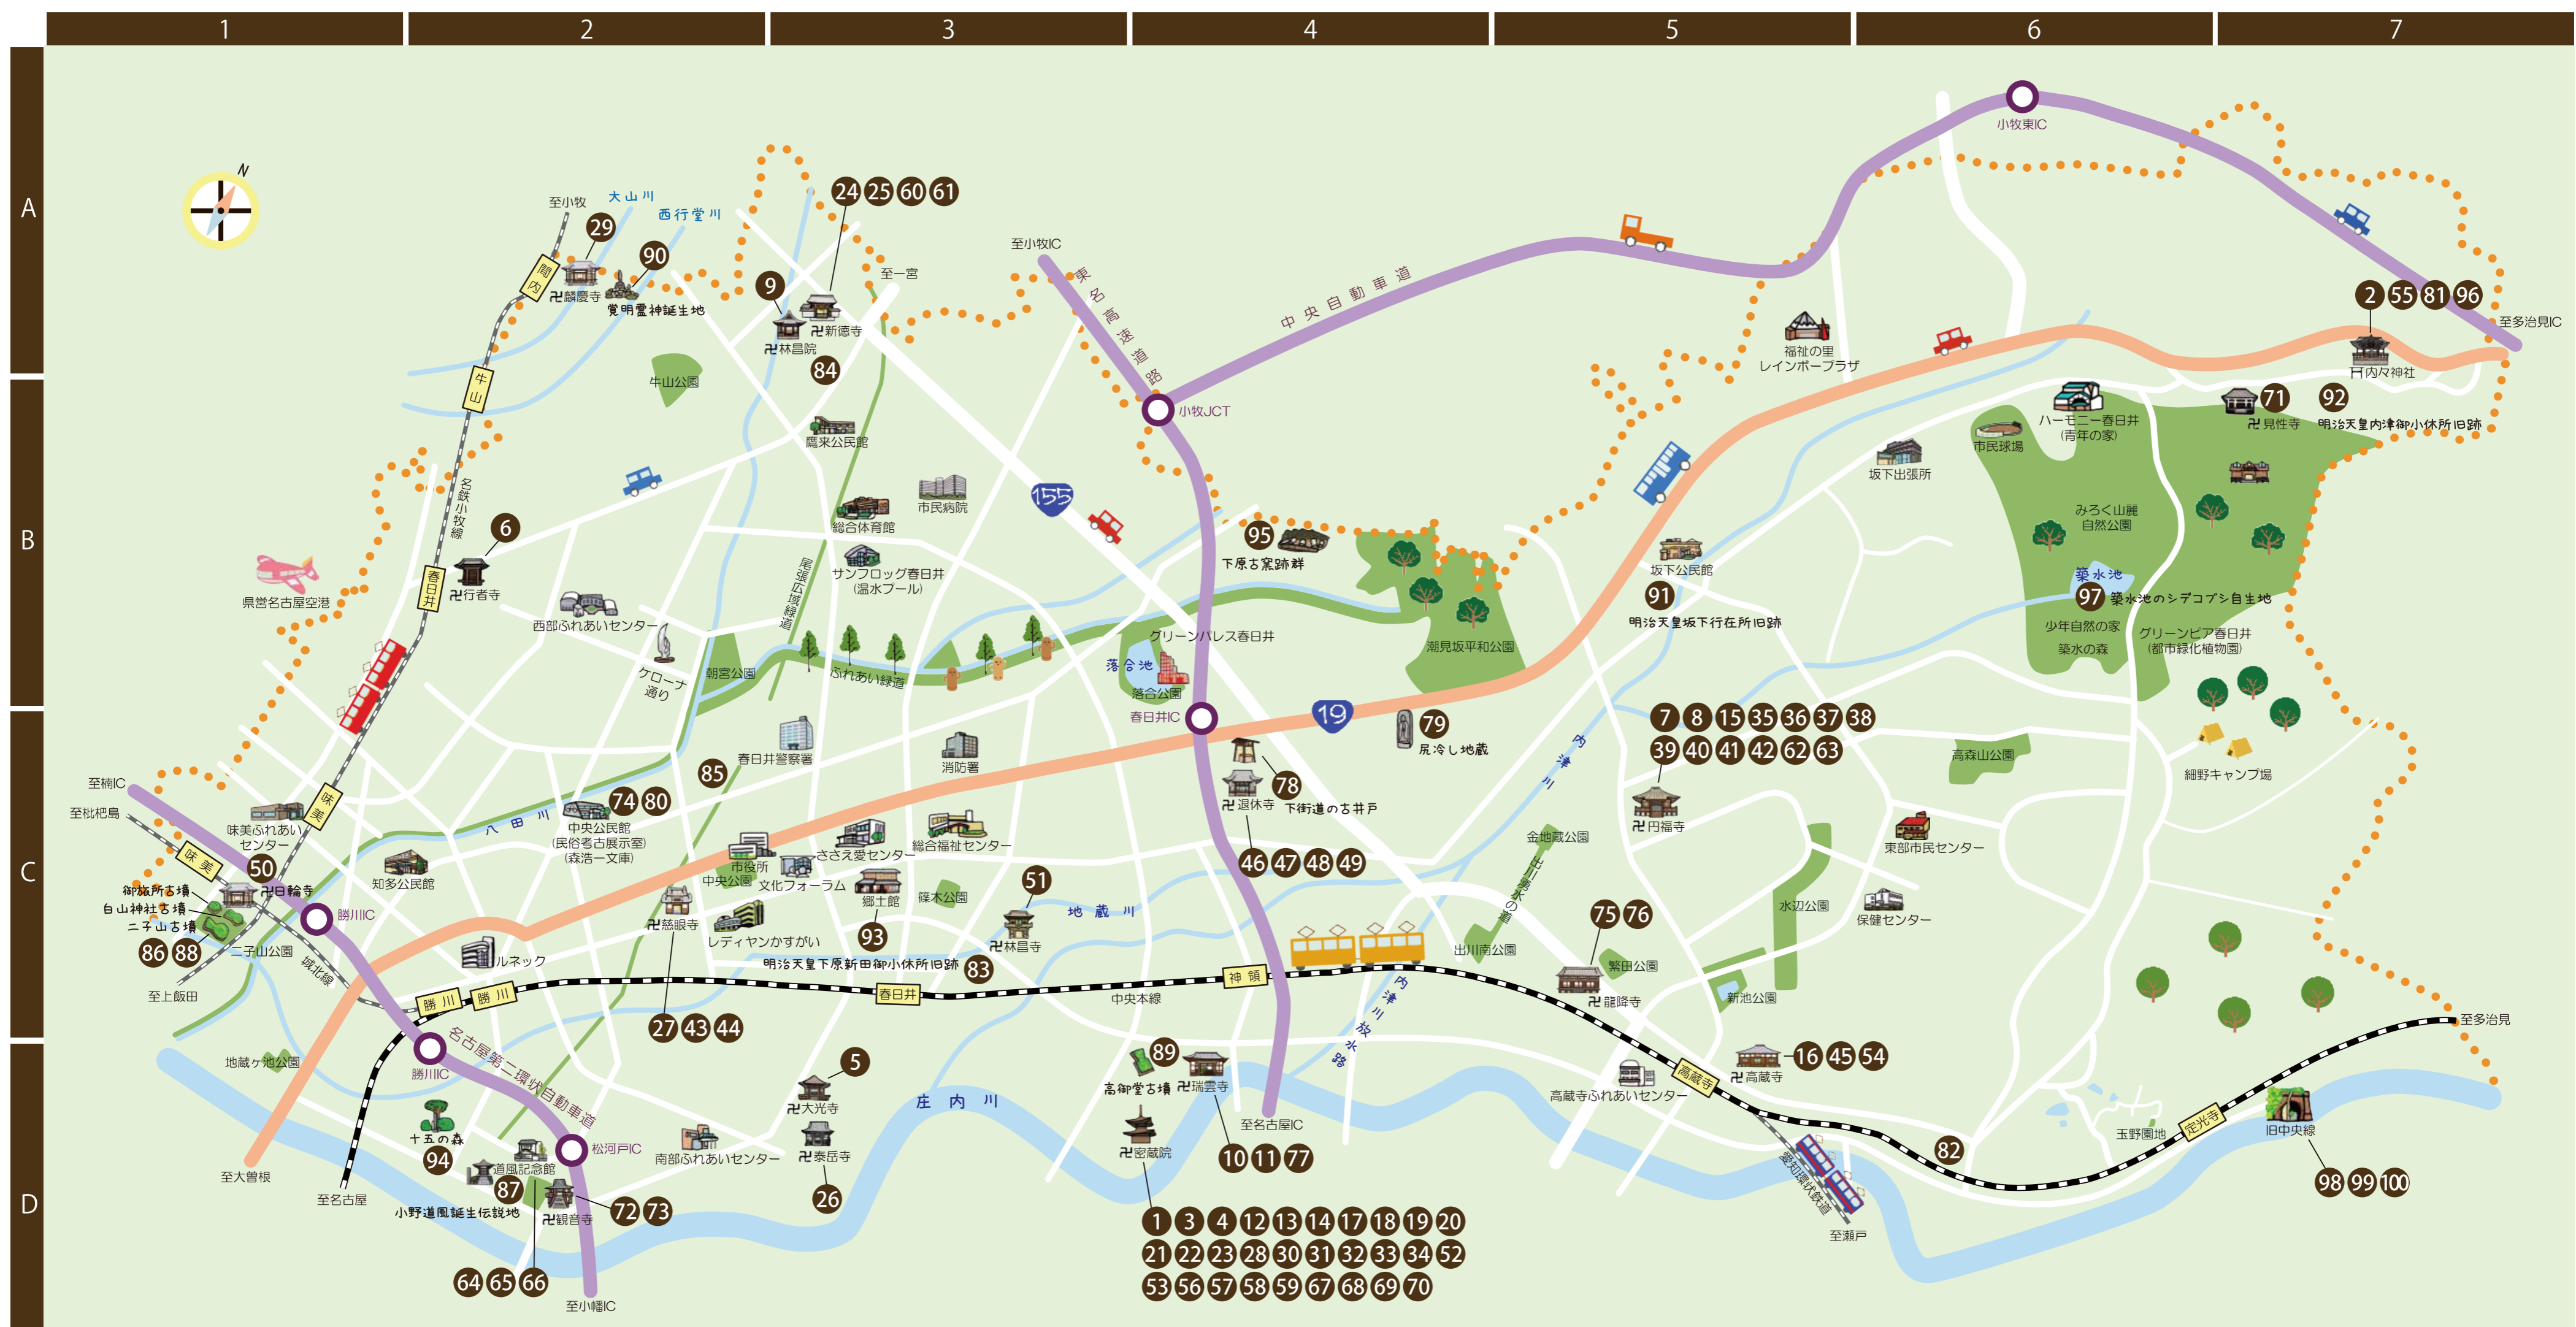 1 2 3 4 5 6 7
A
B
C
D
N
小牧東IC
大山川
西行堂川
至小牧
29
90
間内
卍麟慶寺
覚明霊神誕生地
24 25 60 61
9
卍新徳寺
卍林昌院
84
至一宮
至小牧IC
東名高速道路
中央自動車道
小牧JCT
福祉の里
レインボープラザ
2 55 81 96
至多治見IC
卍内々神社
牛山
牛山公園
鷹来公民館
71
卍見性寺
92
明治天皇内津御小休所旧跡
ハーモニー春日井
(青年の家)
市民球場
坂下出張所
みろく山麓
自然公園
名鉄小牧線
総合体育館
市民病院
155
6
卍行者寺
春日井
県営名古屋空港
サンフロッグ春日井
(温水プール)
95
下原古窯跡群
坂下公民館
91
明治天皇坂下行在所旧跡
築水池
97
築水池のシデコブシ自生地
少年自然の家
築水の森
グリーンピア春日井
(都市緑化植物園)
西部ふれあいセンター
ケローナ
通り
尾張広域緑道
朝宮公園
ふれあい緑道
グリーンパレス春日井
落合池
落合公園
潮見坂平和公園
春日井IC
19
79
尻冷し地蔵
7 8 15 35 36 37 38
39 40 41 42 62 63
卍円福寺
高森山公園
細野キャンプ場
内津川
春日井警察署
消防署
85
78
下街道の古井戸
卍退休寺
46 47 48 49
至楠IC
至枇杷島
味美
味美
味美ふれあい
センター
50
卍日輪寺
御旅所古墳
白山神社古墳
二子山古墳
86 88
二子山公園
勝川IC
城北線
至上飯田
八田川
74 80
中央公民館
(民俗考古展示室)
(森浩一文庫)
知多公民館
市役所
中央公園
ささえ愛センター
文化フォーラム
総合福祉センター
郷土館
篠木公園
93
明治天皇下原新田御小休所旧跡
83
51
卍林昌寺
地蔵川
卍慈眼寺
レディヤンかすがい
27 43 44
ルネック
勝川
勝川
春日井
中央本線
神領
金地蔵公園
出川湧水の道
出川南公園
内津川放水路
75 76
繁田公園
卍龍降寺
新池公園
水辺公園
東部市民センター
保健センター
至多治見
地蔵ヶ池公園
勝川IC
名古屋第二環状自動車道
至大曽根
至名古屋
十五の森
94
道風記念館
87
小野道風誕生伝説地
卍観音寺
72 73
64 65 66
松河戸IC
至小幡IC
南部ふれあいセンター
5
卍大光寺
卍泰岳寺
26
庄内川
89
高御堂古墳
卍瑞雲寺
卍密蔵院
10 11 77
至名古屋IC
1 3 4 12 13 14 17 18 19 20
21 22 23 28 30 31 32 33 34 52
53 56 57 58 59 67 68 69 70
高蔵寺ふれあいセンター
高蔵寺
卍高蔵寺
16 45 54
愛知環状鉄道
至瀬戸
82
玉野園地
定光寺
旧中央線
98 99 100